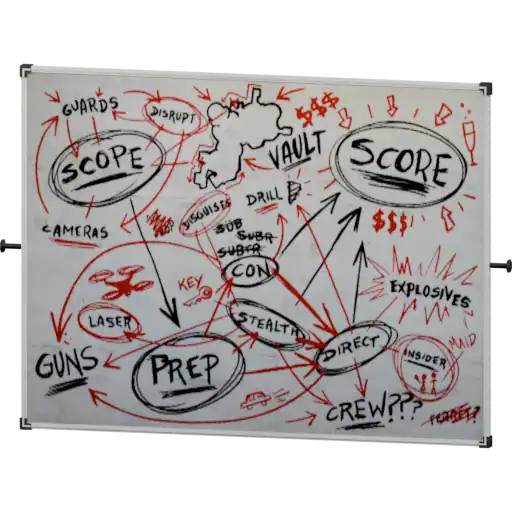 GUARDS
DISRUPT
$$$
SCOPE
VAULT
SCORE
DRILL
DISGUISES
SUB
SUBR
SUBTR
$$$
CAMERAS
CON
KEY
EXPLOSIVES
LASER
STEALTH
DIRECT
MAID
INSIDER
GUNS
PREP
CREW???